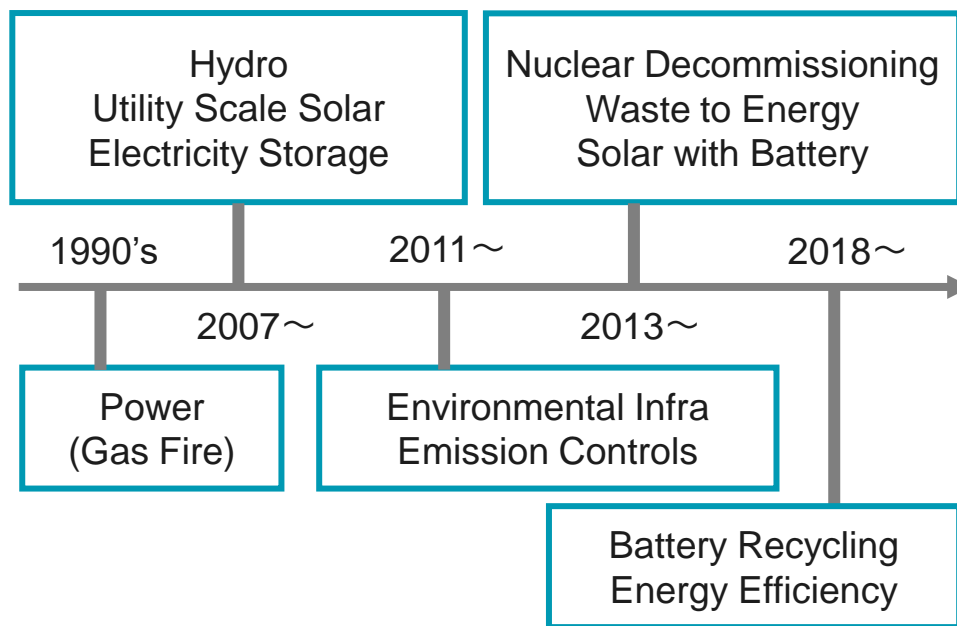 Hydro
Utility Scale Solar
Electricity Storage
Nuclear Decommissioning
Waste to Energy
Solar with Battery
1990’s
2011～
2018～
2007～
2013～
Power
(Gas Fire)
Environmental Infra
Emission Controls
Battery Recycling
Energy Efficiency